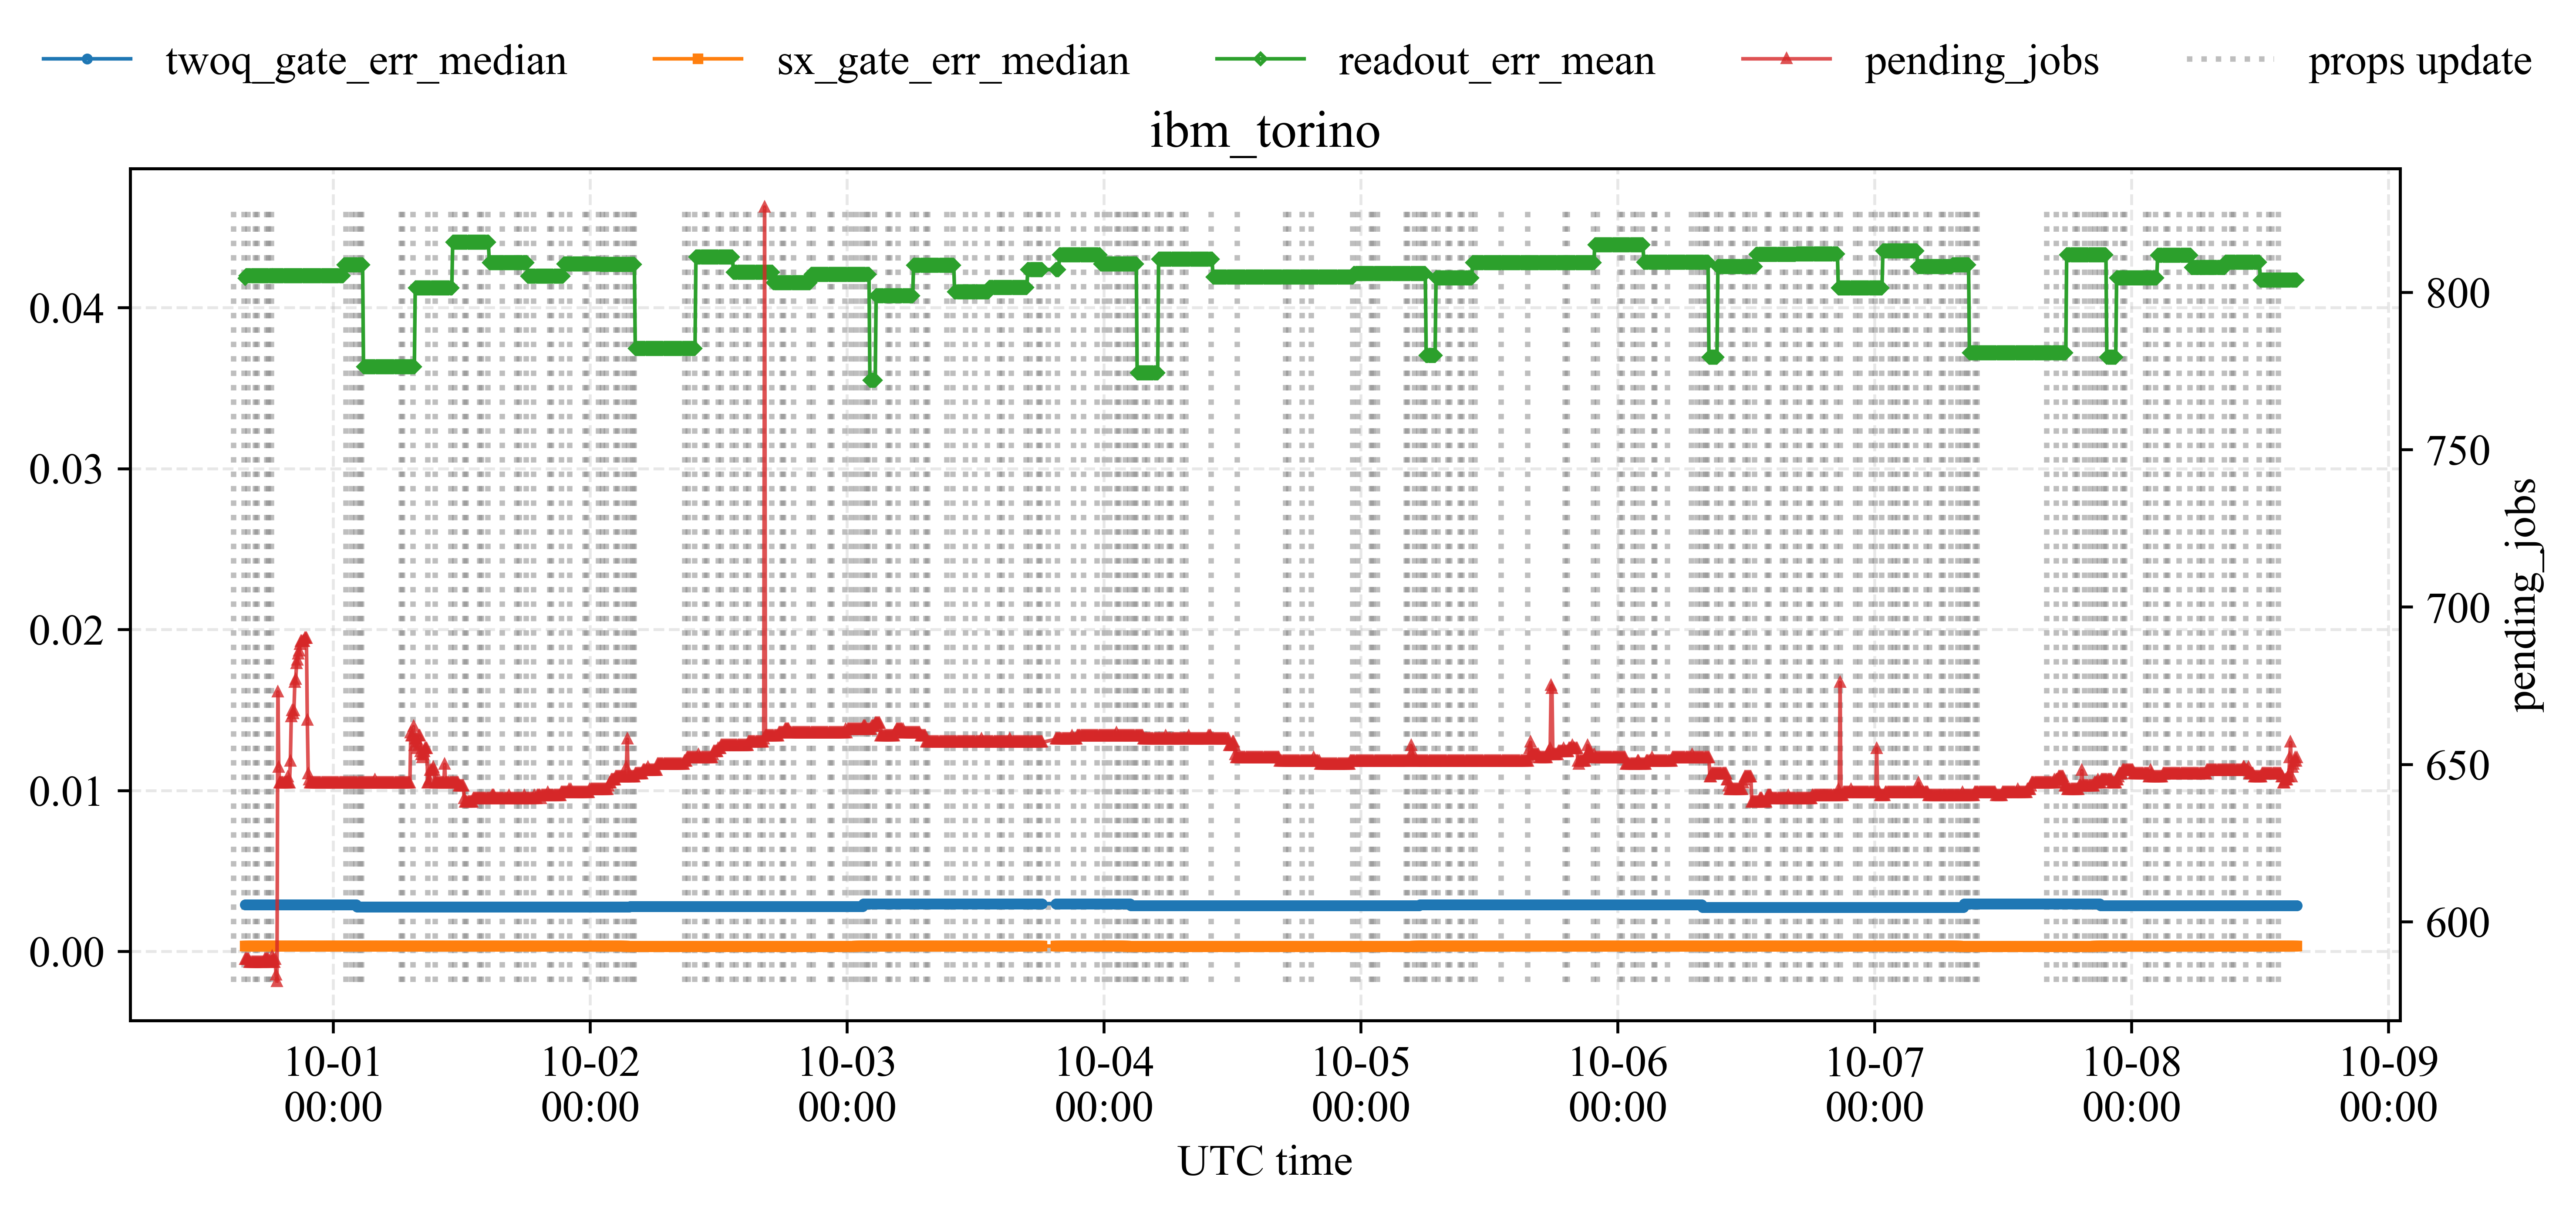 twoq_gate_err_median sx_gate_err_median readout_err_mean pending_jobs props update
ibm_torino
0.04
0.03
0.02
0.01
0.00
800
750
700
650
600
pending_jobs
10-01 10-02 10-03 10-04 10-05 10-06 10-07 10-08 10-09
00:00 00:00 00:00 00:00 00:00 00:00 00:00 00:00 00:00
UTC time